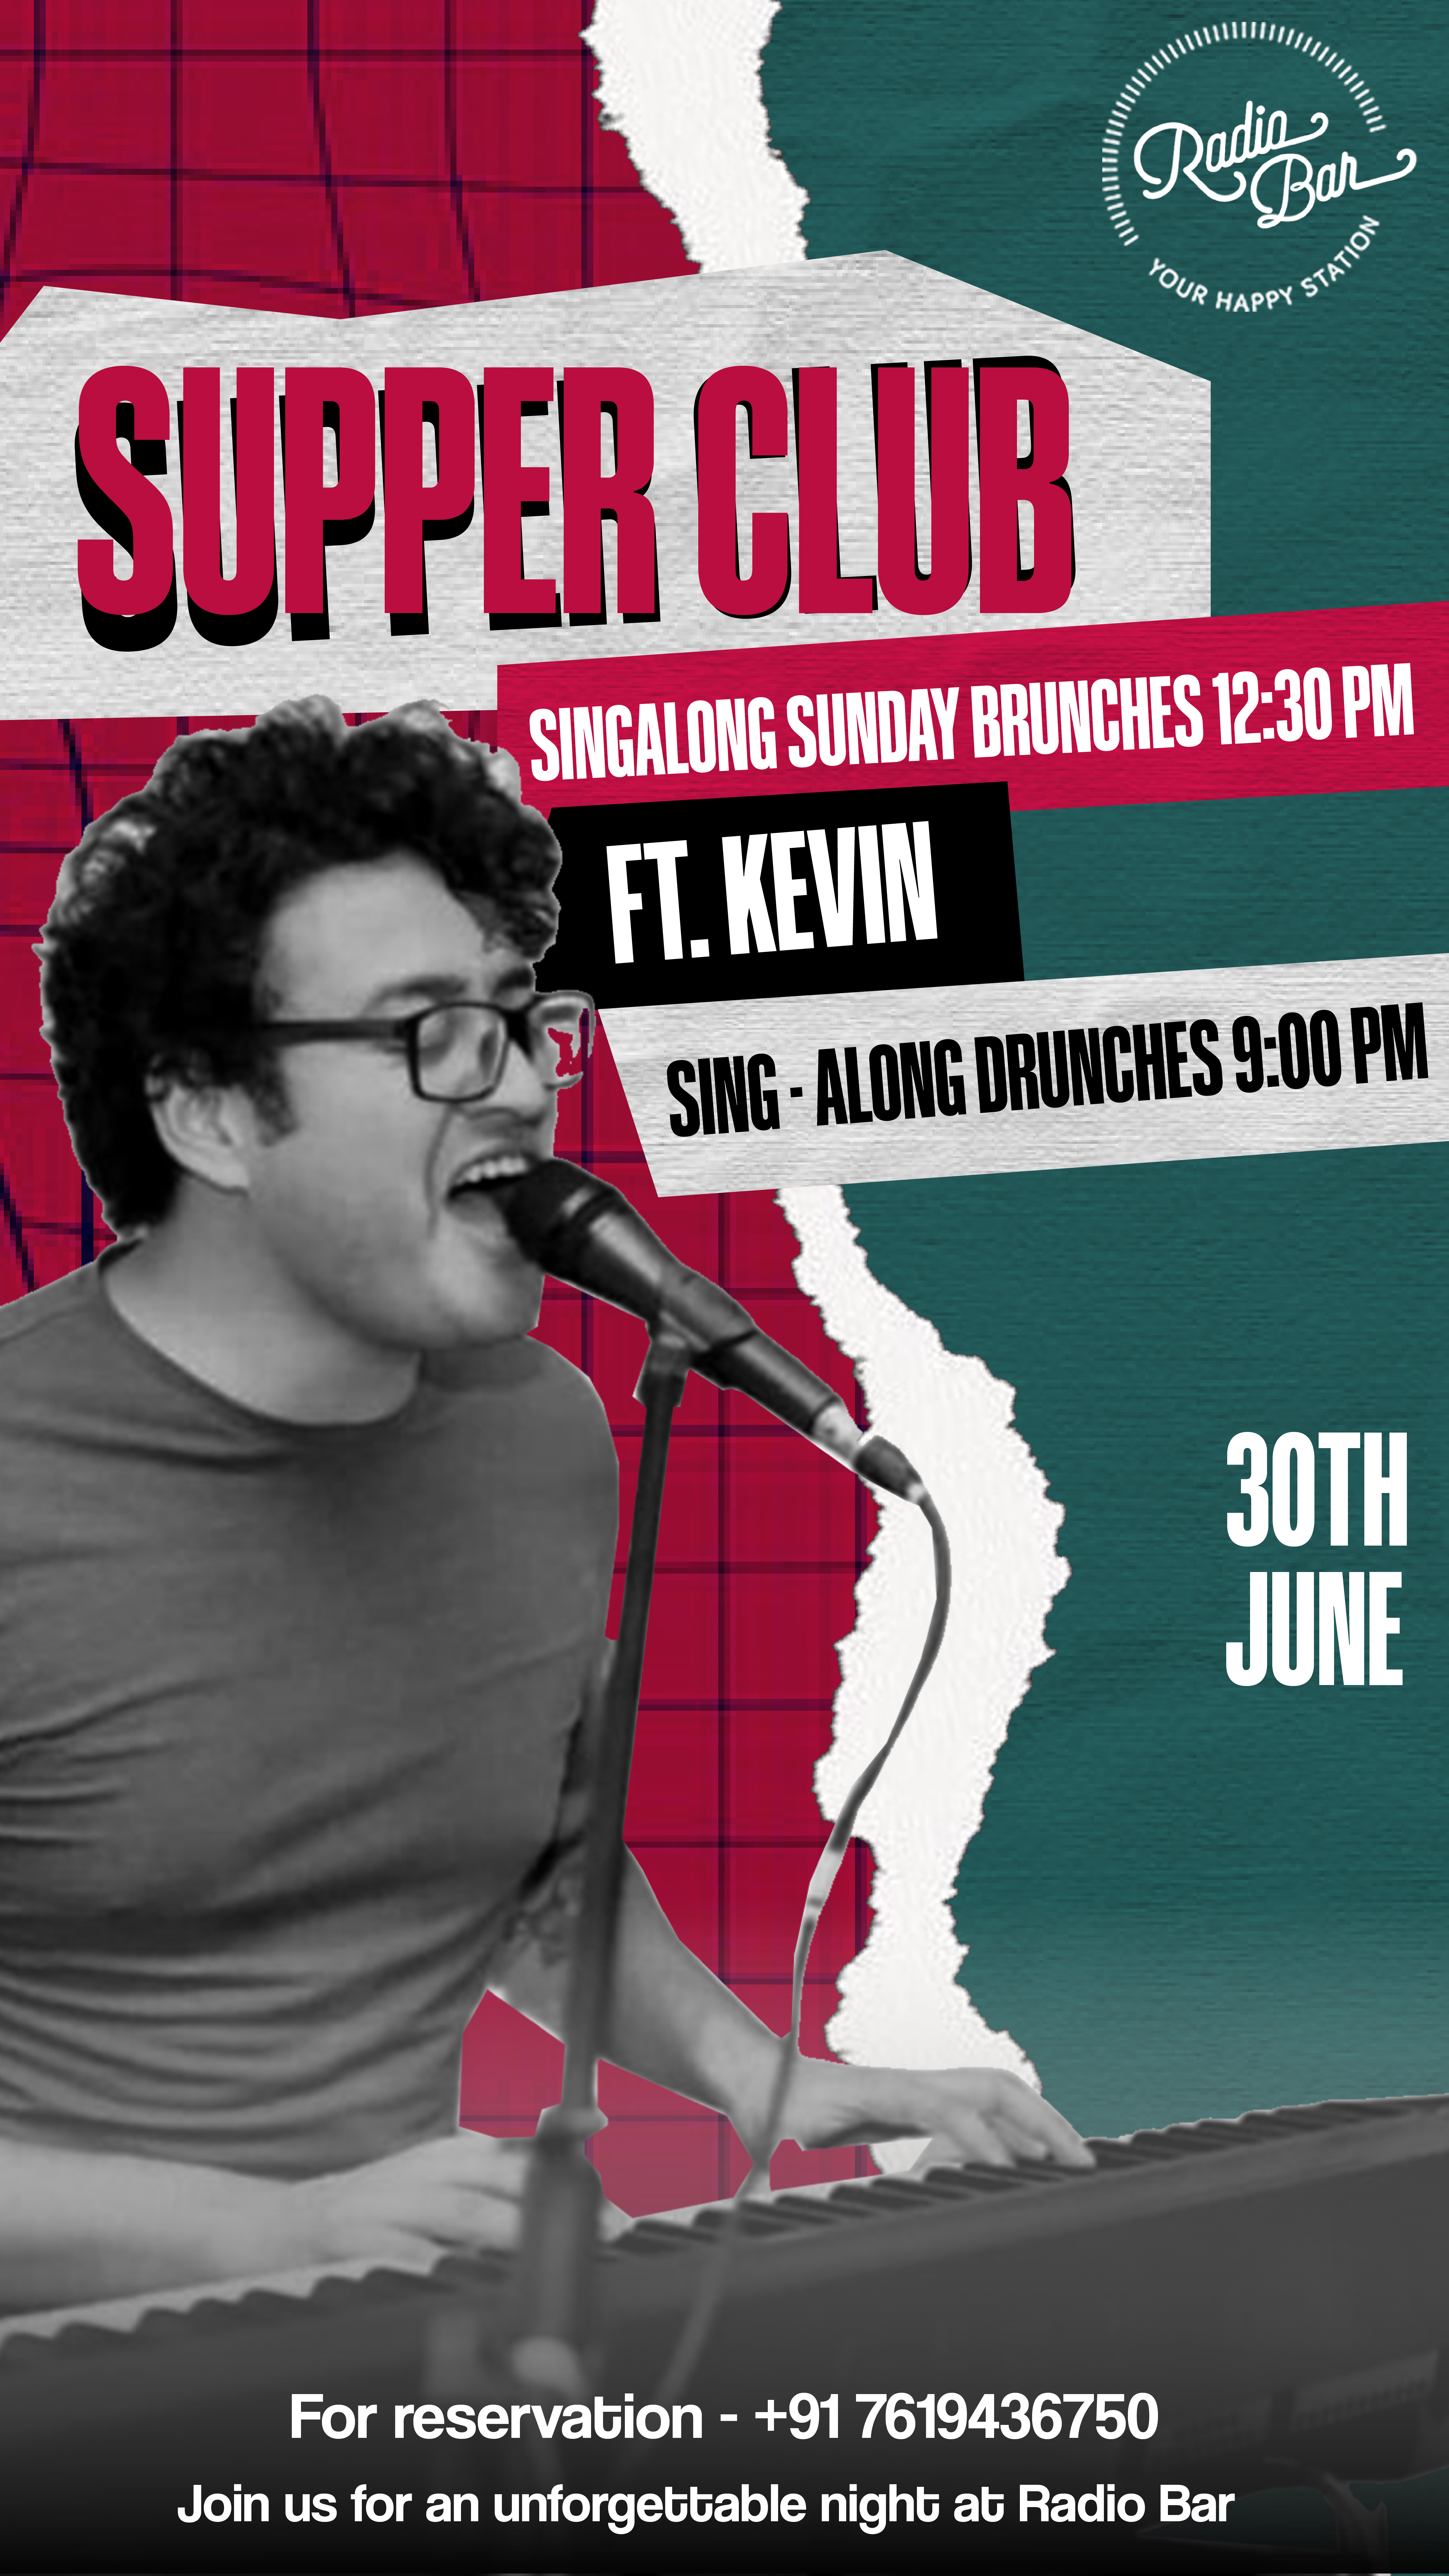 Radio
Bar
YOUR HAPPY STATION
SUPPER CLUB
SINGALONG SUNDAY BRUNCHES 12:30 PM
FT. KEVIN
SING - ALONG DRUNCHES 9:00 PM
30TH
JUNE
For reservation - +91 7619436750
Join us for an unforgettable night at Radio Bar